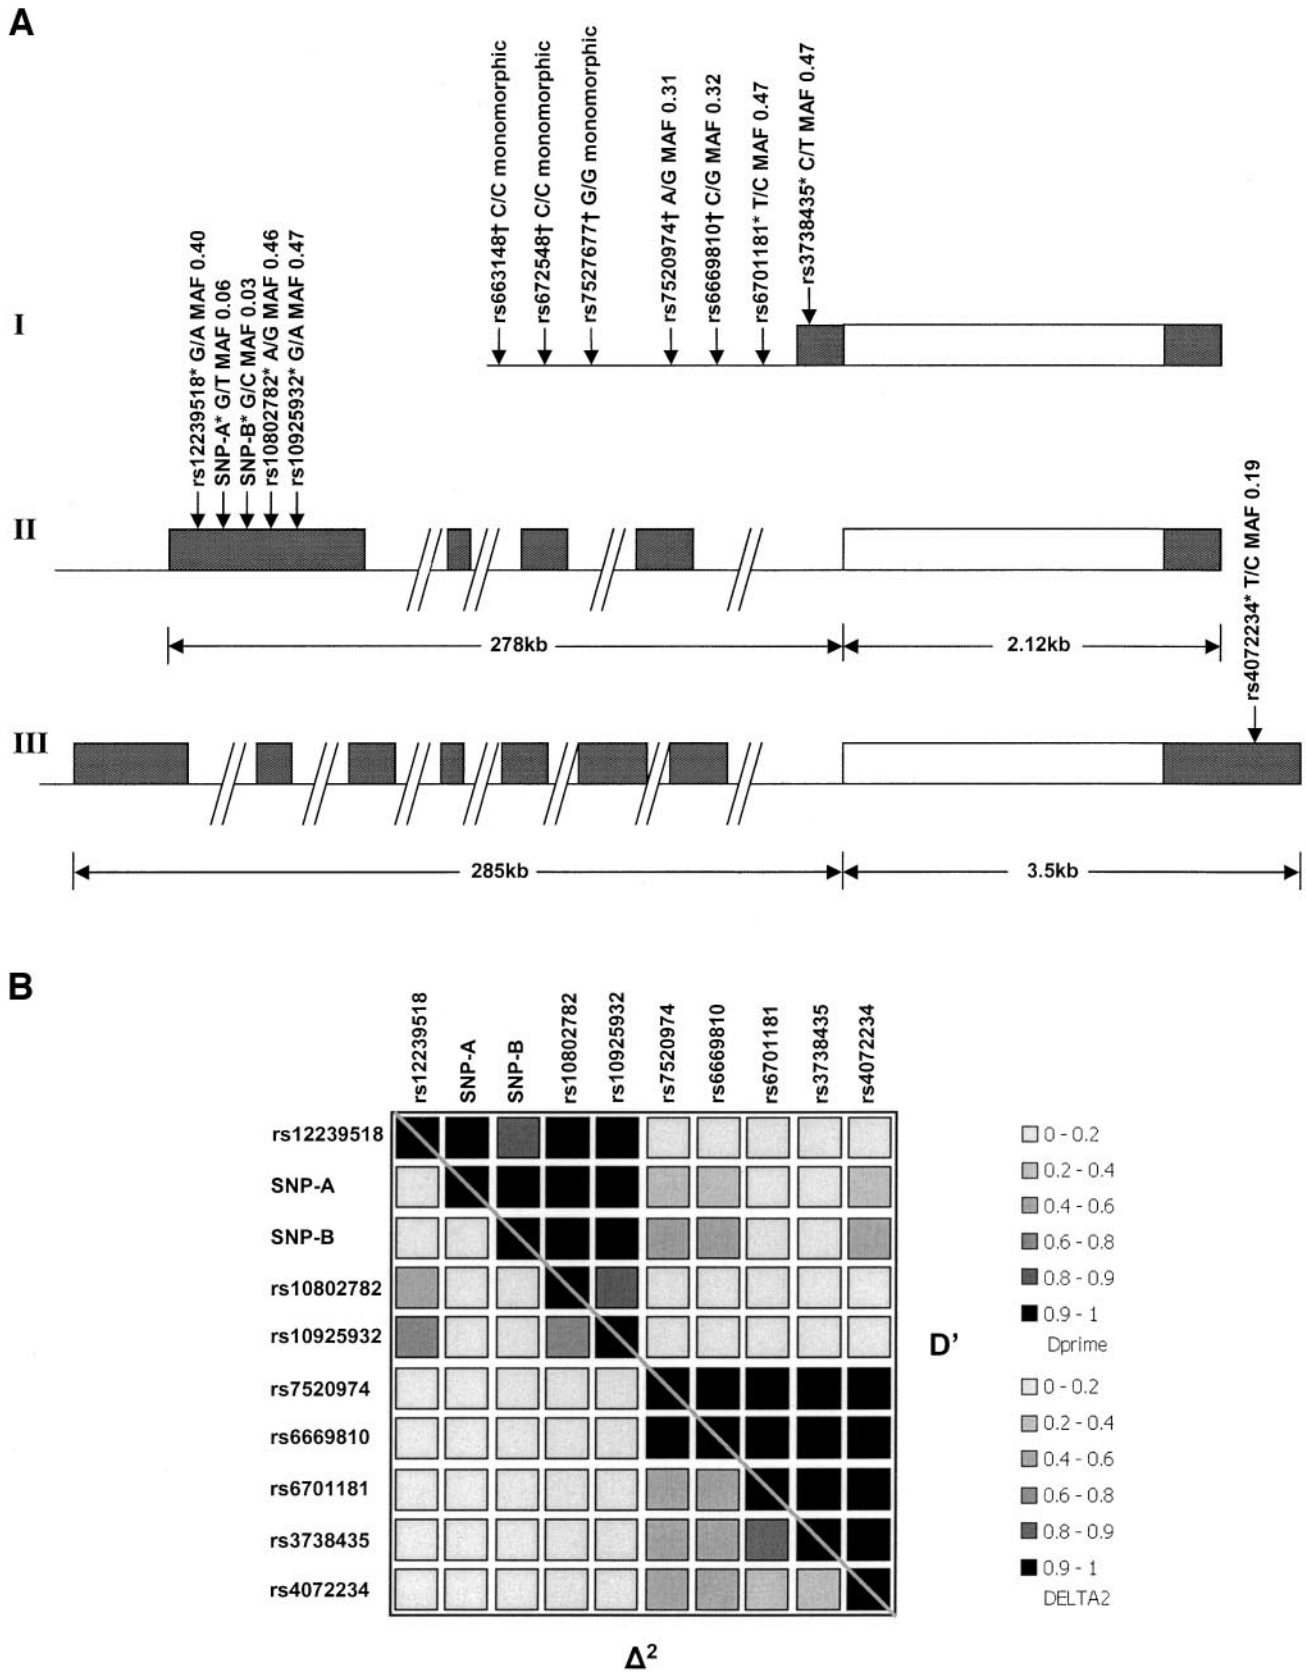 A
rs663148† C/C monomorphic
rs672548† C/C monomorphic
rs7527677† G/G monomorphic
rs7520974† A/G MAF 0.31
rs6669810† C/G MAF 0.32
rs6701181* T/C MAF 0.47
rs3738435* C/T MAF 0.47
I
rs12239518* G/A MAF 0.40
SNP-A* G/T MAF 0.06
SNP-B* G/C MAF 0.03
rs10802782* A/G MAF 0.46
rs10925932* G/A MAF 0.47
II
278kb
2.12kb
rs4072234* T/C MAF 0.19
III
285kb
3.5kb
B
rs12239518
SNP-A
SNP-B
rs10802782
rs10925932
rs7520974
rs6669810
rs6701181
rs3738435
rs4072234
rs12239518
SNP-A
SNP-B
rs10802782
rs10925932
rs7520974
rs6669810
rs6701181
rs3738435
rs4072234
D’
0 - 0.2
0.2 - 0.4
0.4 - 0.6
0.6 - 0.8
0.8 - 0.9
0.9 - 1
Dprime
0 - 0.2
0.2 - 0.4
0.4 - 0.6
0.6 - 0.8
0.8 - 0.9
0.9 - 1
DELTA2
Δ²